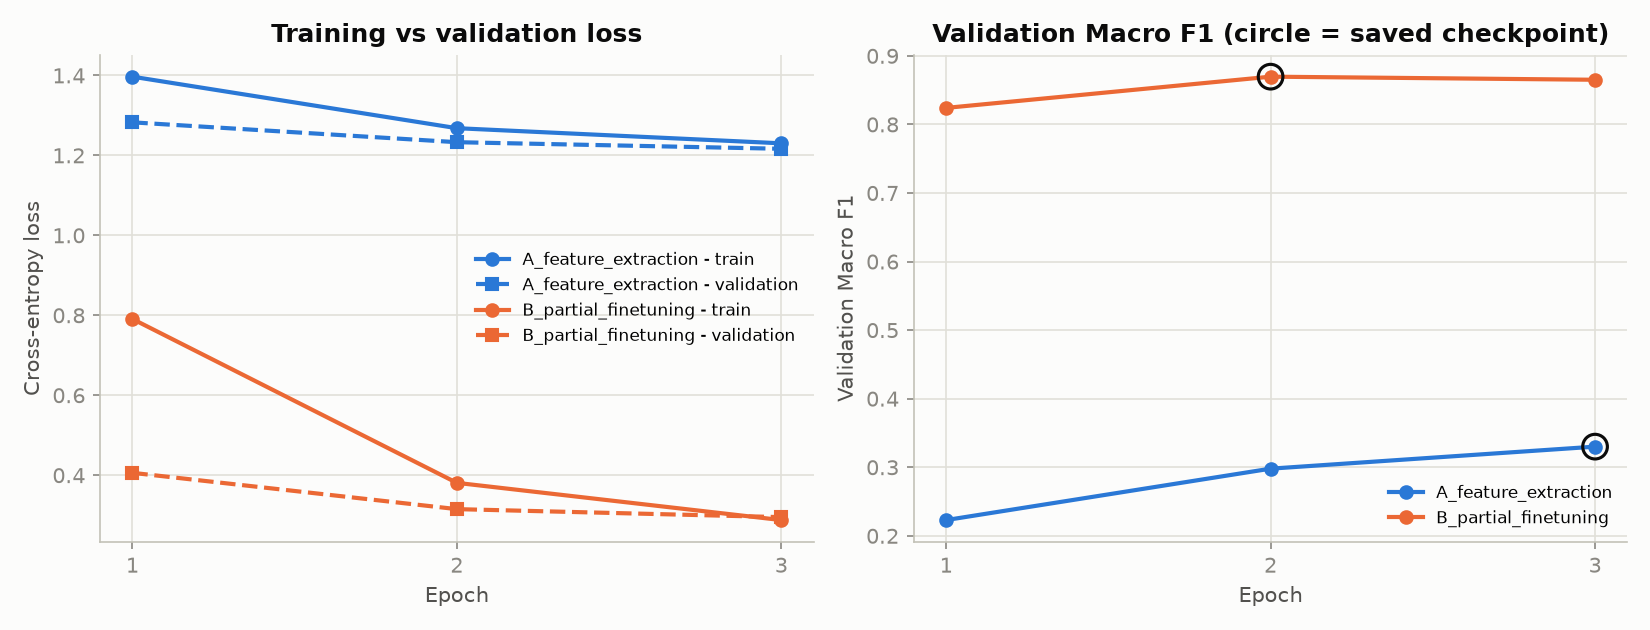 Training vs validation loss
Cross-entropy loss
1.4
1.2
1.0
0.8
0.6
0.4
A_feature_extraction - train
A_feature_extraction - validation
B_partial_finetuning - train
B_partial_finetuning - validation
1 2 3
Epoch
Validation Macro F1 (circle = saved checkpoint)
Validation Macro F1
0.9
0.8
0.7
0.6
0.5
0.4
0.3
0.2
A_feature_extraction
B_partial_finetuning
1 2 3
Epoch